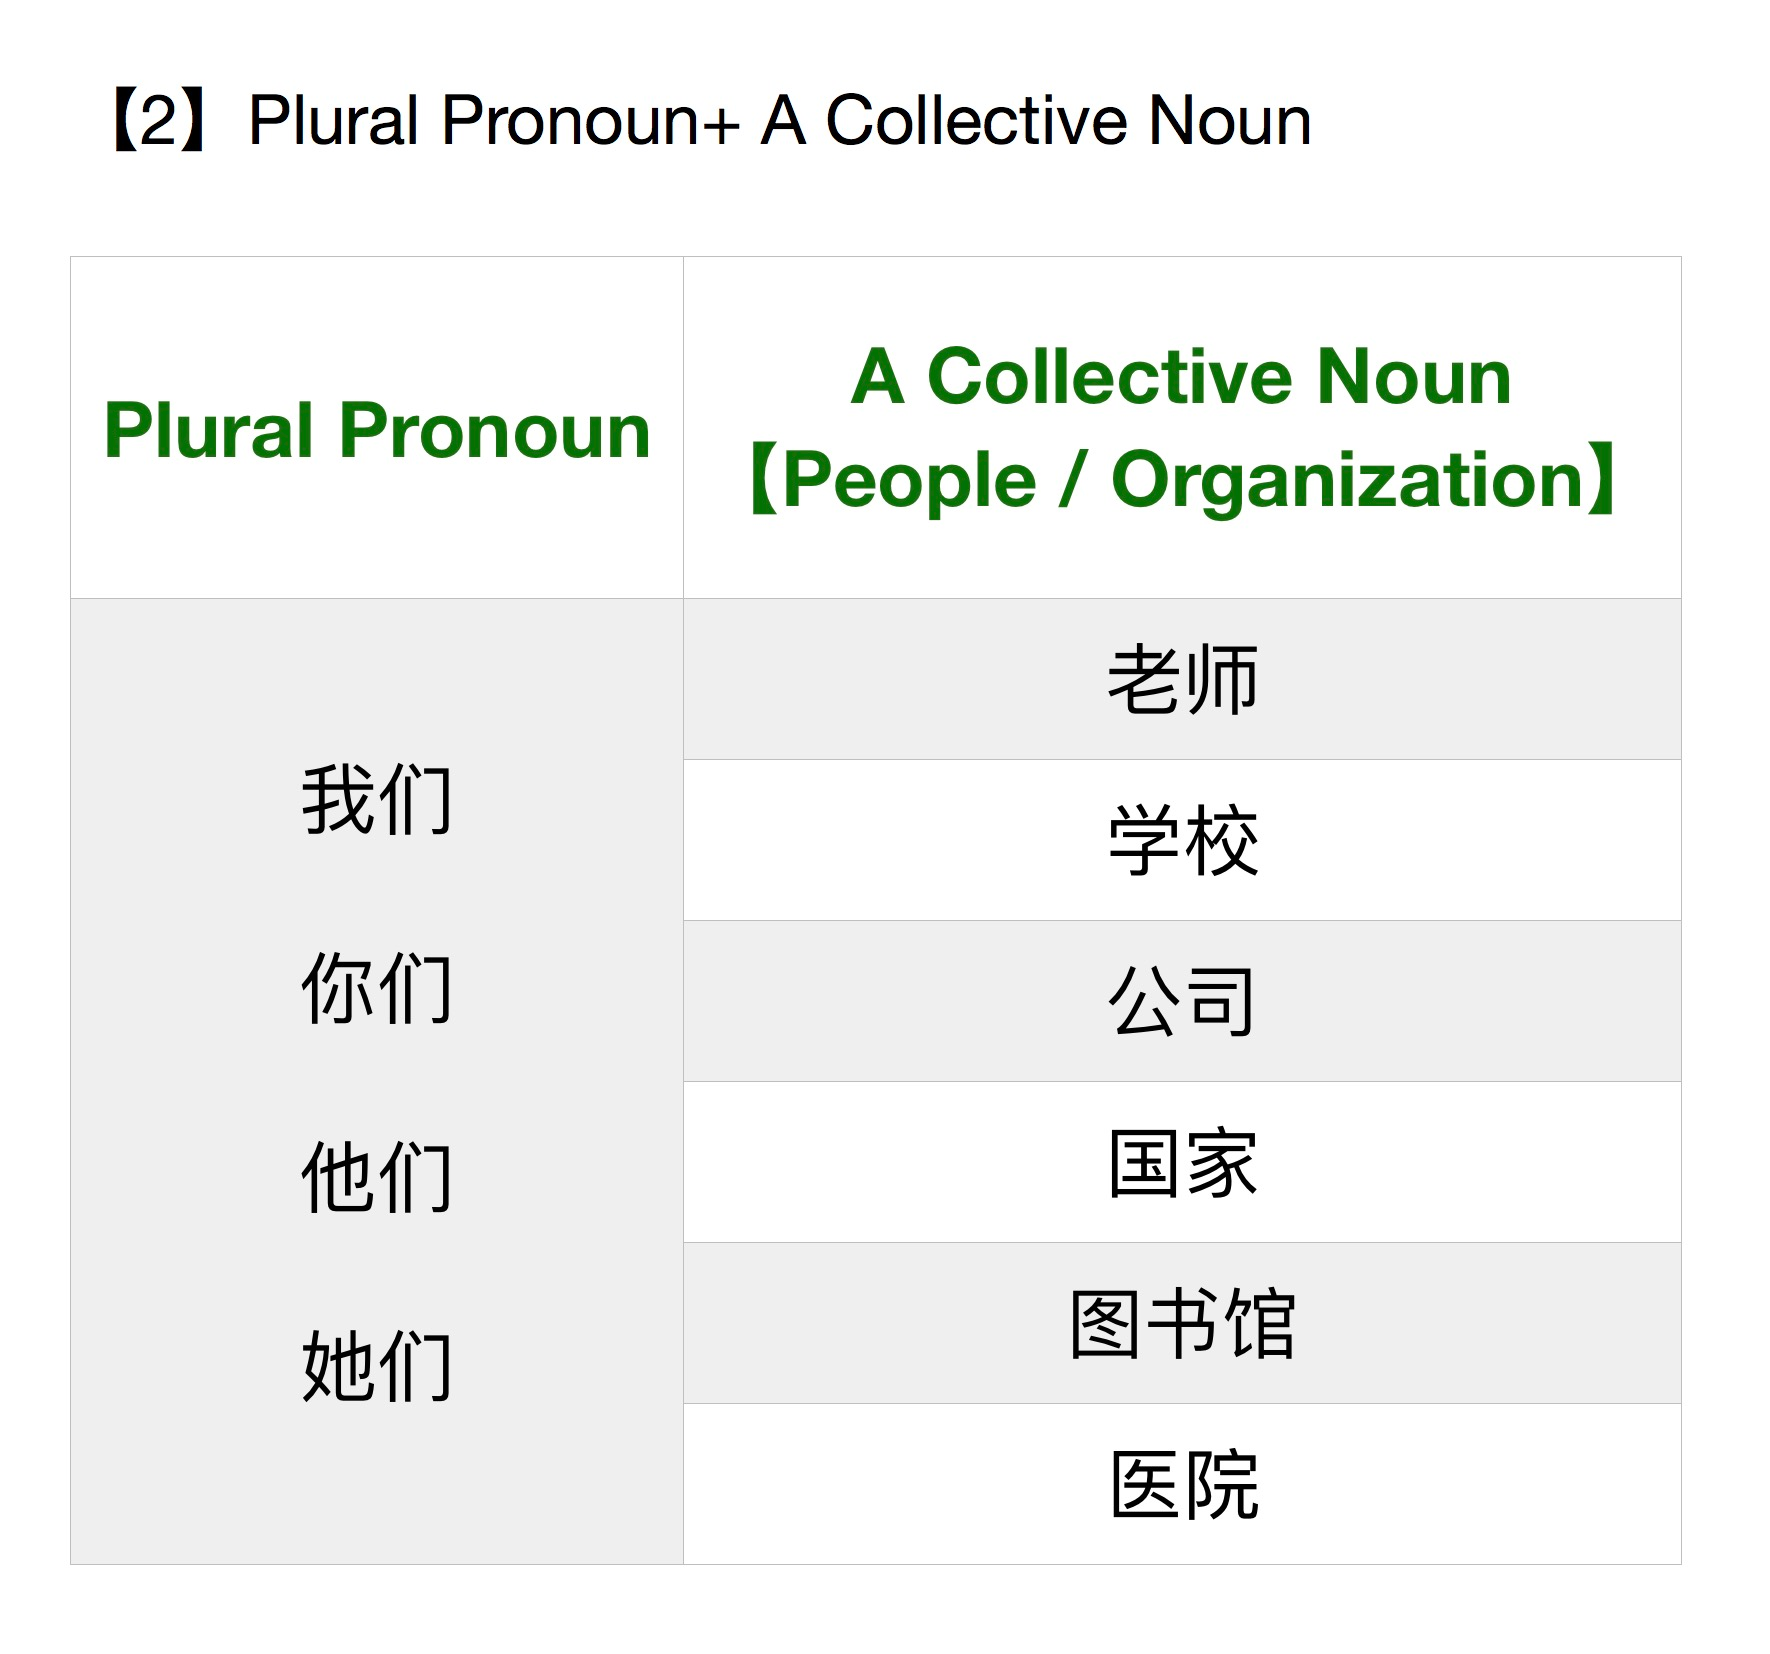 【2】Plural Pronoun+ A Collective Noun
Plural Pronoun
A Collective Noun
【People / Organization】
我们
你们
他们
她们
老师
学校
公司
国家
图书馆
医院